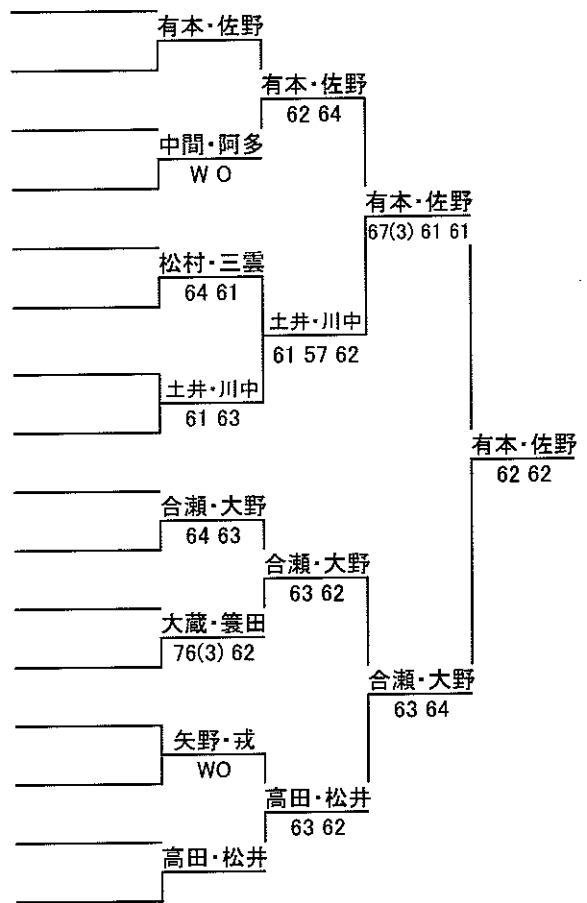 有本・佐野
有本・佐野
62 64
中間・阿多
W O
有本・佐野
67(3) 61 61
松村・三雲
64 61
土井・川中
61 57 62
土井・川中
61 63
有本・佐野
62 62
合瀬・大野
64 63
合瀬・大野
63 62
大蔵・簑田
76(3) 62
合瀬・大野
63 64
矢野・戎
WO
高田・松井
63 62
高田・松井